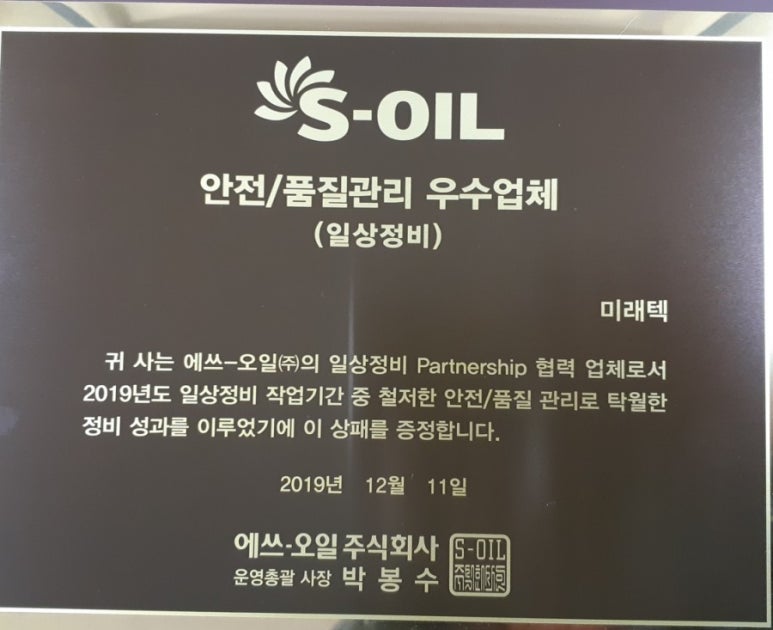 S-OIL
안전/품질관리 우수업체
(일상정비)
미래텍
귀 사는 에쓰-오일㈜의 일상정비 Partnership 협력 업체로서
2019년도 일상정비 작업기간 중 철저한 안전/품질 관리로 탁월한
정비 성과를 이루었기에 이 상패를 증정합니다.
2019년 12월 11일
에쓰-오일 주식회사
운영총괄 사장 박 봉 수
S-OIL